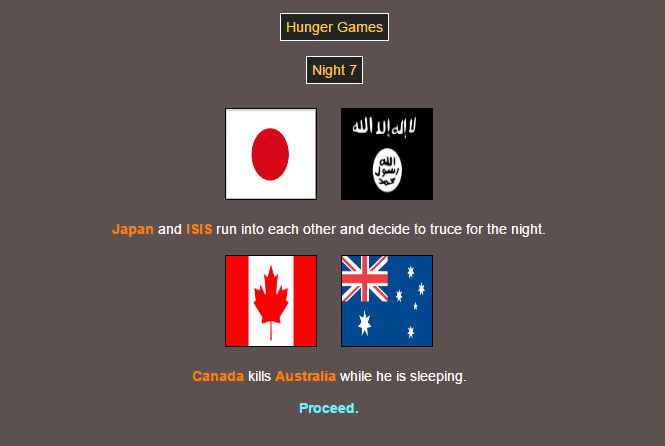 Hunger Games
Night 7
لا إله إلا الله
الله
رسول
محمد
Japan and ISIS run into each other and decide to truce for the night.
Canada kills Australia while he is sleeping.
Proceed.